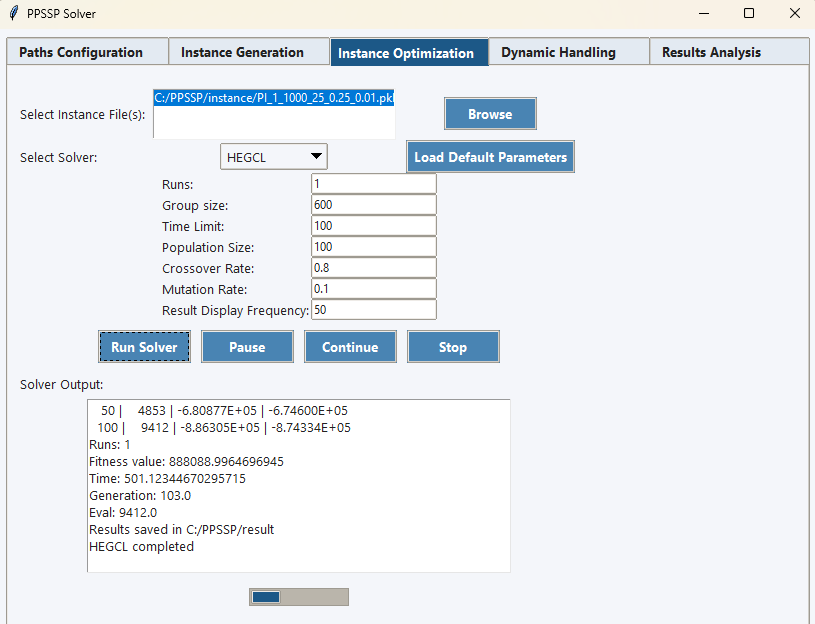 PPSSP Solver
Paths Configuration Instance Generation Instance Optimization Dynamic Handling Results Analysis
Select Instance File(s): C:/PPSSP/instance/PI_1_1000_25_0.25_0.01.pkl Browse
Select Solver: HEGCL Load Default Parameters
Runs: 1
Group size: 600
Time Limit: 100
Population Size: 100
Crossover Rate: 0.8
Mutation Rate: 0.1
Result Display Frequency: 50
Run Solver Pause Continue Stop
Solver Output:
50 | 4853 | -6.80877E+05 | -6.74600E+05
100 | 9412 | -8.86305E+05 | -8.74334E+05
Runs: 1
Fitness value: 888088.9964696945
Time: 501.12344670295715
Generation: 103.0
Eval: 9412.0
Results saved in C:/PPSSP/result
HEGCL completed